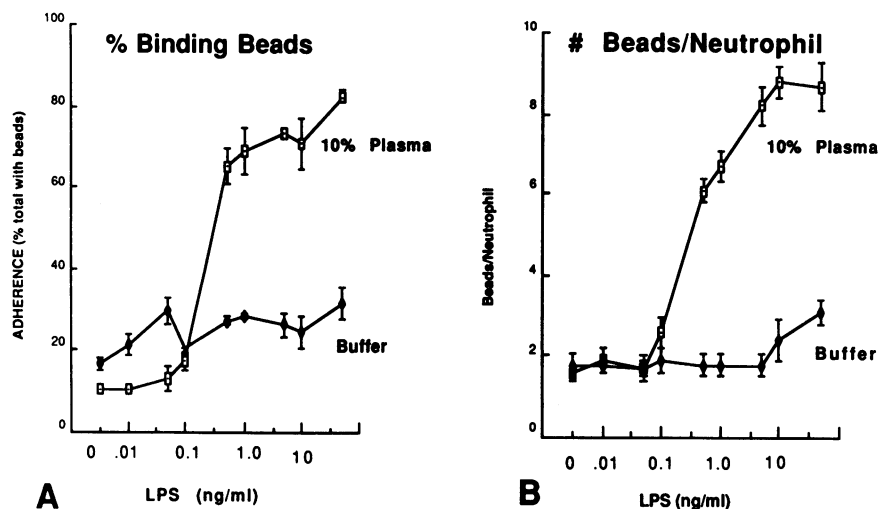 % Binding Beads
100
80
60
40
20
0
ADHERENCE (% total with beads)
10% Plasma
Buffer
0 .01 0.1 1.0 10
LPS (ng/ml)
A
# Beads/Neutrophil
10
8
6
4
2
0
Beads/Neutrophil
10% Plasma
Buffer
0 .01 0.1 1.0 10
LPS (ng/ml)
B